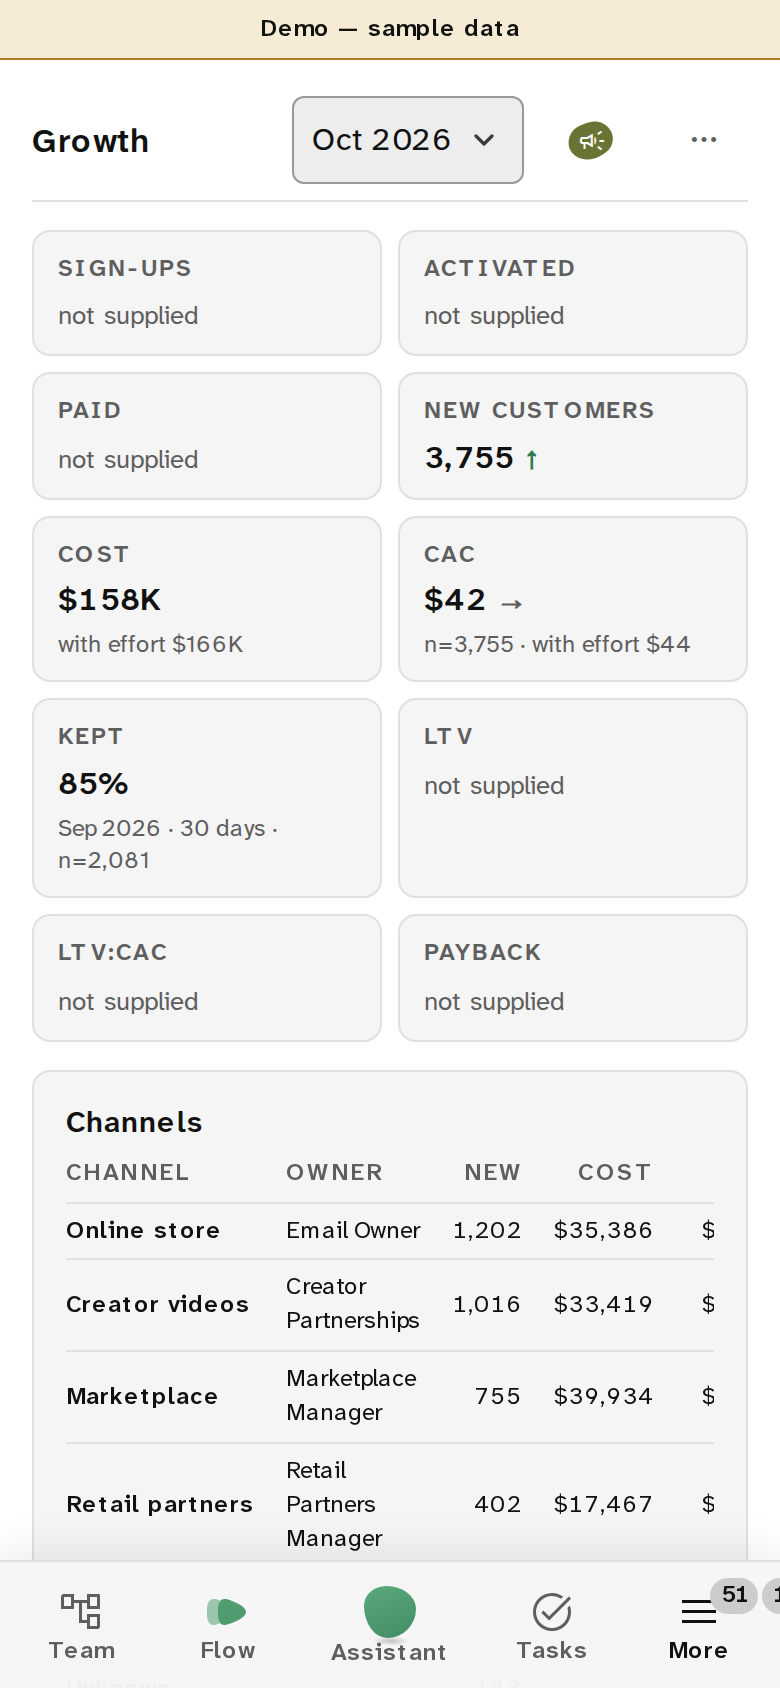 Demo — sample data
Growth
Oct 2026
SIGN-UPS
not supplied
ACTIVATED
not supplied
PAID
not supplied
NEW CUSTOMERS
3,755 ↑
COST
$158K
with effort $166K
CAC
$42 →
n=3,755 · with effort $44
KEPT
85%
Sep 2026 · 30 days ·
n=2,081
LTV
not supplied
LTV:CAC
not supplied
PAYBACK
not supplied
Channels
CHANNEL OWNER NEW COST
Online store Email Owner 1,202 $35,386 $
Creator videos Creator Partnerships 1,016 $33,419 $
Marketplace Marketplace Manager 755 $39,934 $
Retail partners Retail Partners Manager 402 $17,467 $
51
Team
Flow
Assistant
Tasks
More